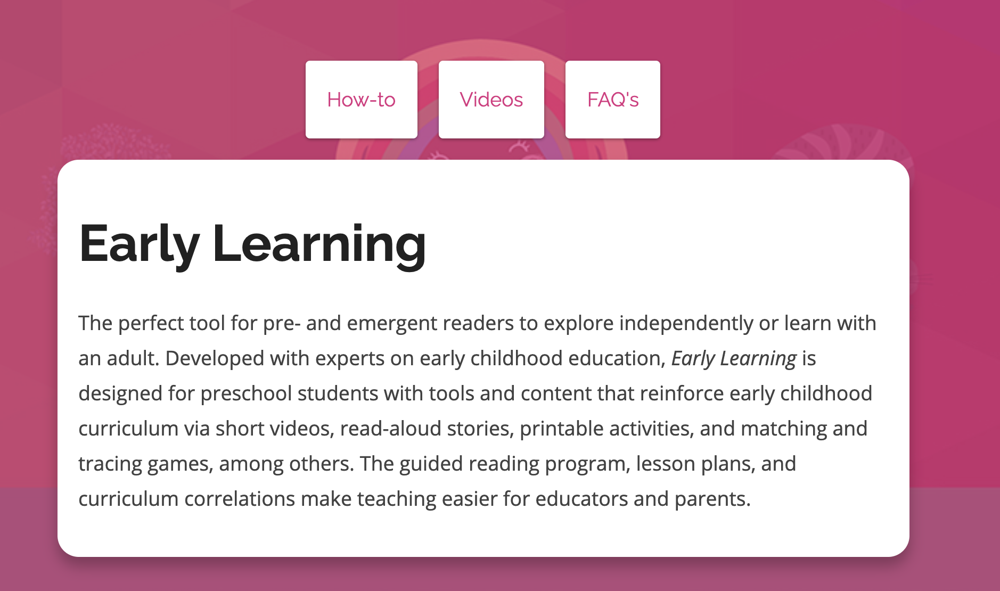 How-to
Videos
FAQ's
Early Learning
The perfect tool for pre- and emergent readers to explore independently or learn with
an adult. Developed with experts on early childhood education, Early Learning is
designed for preschool students with tools and content that reinforce early childhood
curriculum via short videos, read-aloud stories, printable activities, and matching and
tracing games, among others. The guided reading program, lesson plans, and
curriculum correlations make teaching easier for educators and parents.